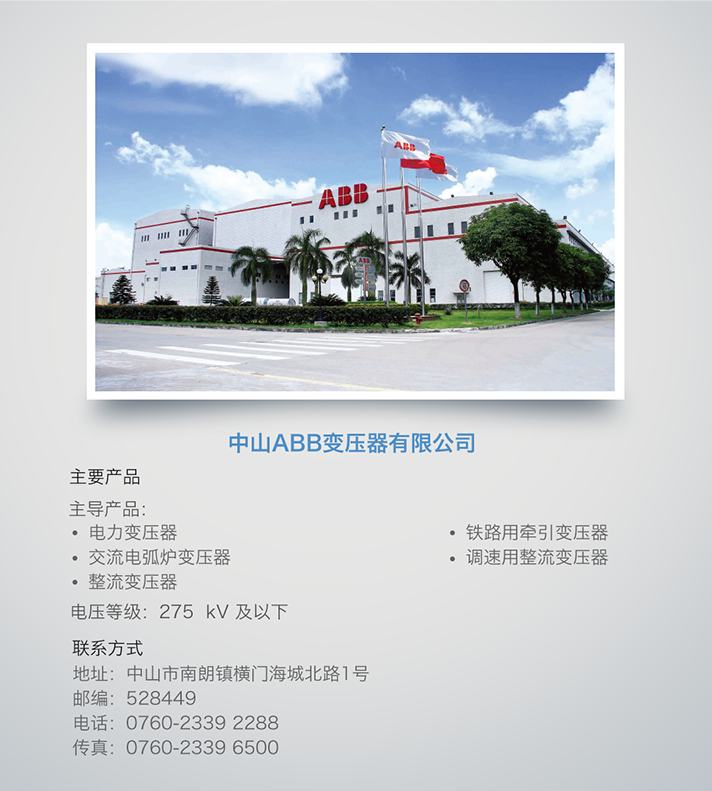 ABB
ABB
ABB
中山ABB变压器有限公司
主要产品
主导产品：
• 电力变压器
• 铁路用牵引变压器
• 交流电弧炉变压器
• 调速用整流变压器
• 整流变压器
电压等级：275 kV 及以下
联系方式
地址：中山市南朗镇横门海城北路1号
邮编：528449
电话：0760-2339 2288
传真：0760-2339 6500